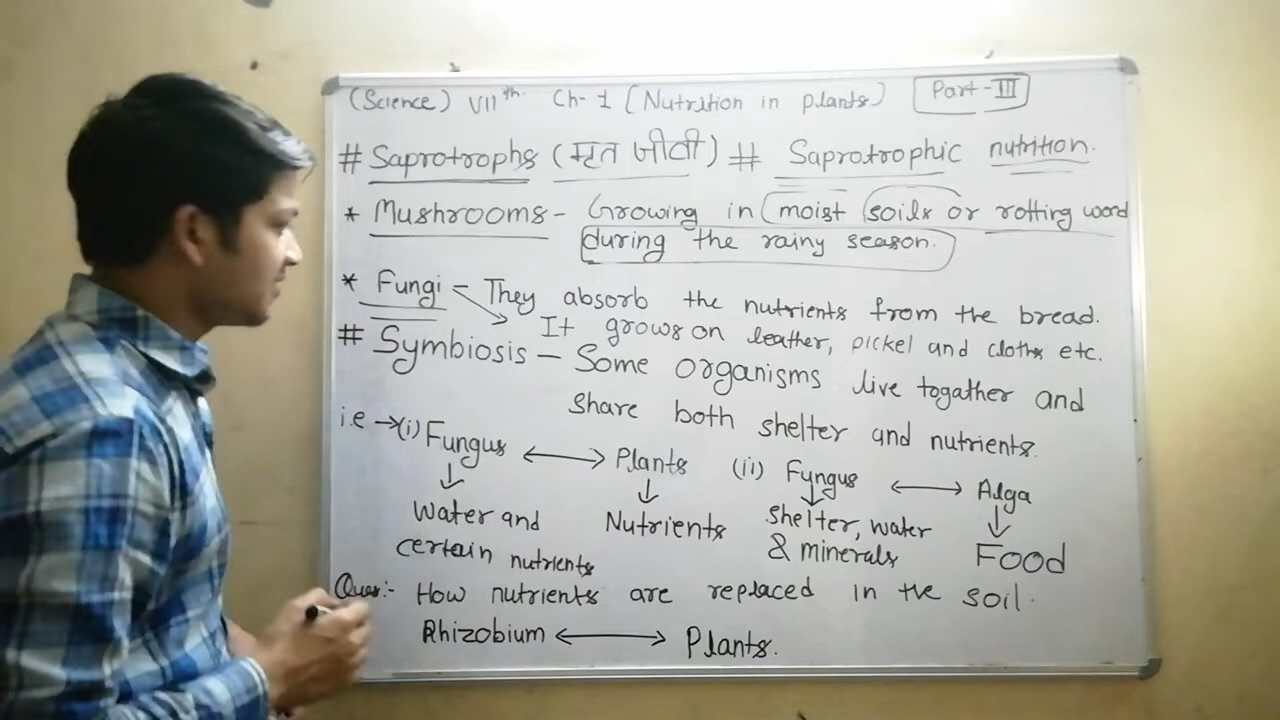 (Science) VIIth. Ch-1 [Nutrition in plants] Part-III
# Saprotrophs (मृत जीवी) # Saprotrophic nutrition.
* Mushrooms - Growing in moist soils or rotting word
during the rainy season.
* Fungi - They absorb the nutrients from the bread.
It grows on leather, pickel and cloths etc.
# Symbiosis - Some organisms live togather and
share both shelter and nutrients.
i.e → (i) Fungus ↔ Plants (ii) Fungus ↔ Alga
↓ ↓ ↓ ↓
Water and Nutrients Shelter, water Food
certain nutrients & minerals
Ques:- How nutrients are replaced in the soil.
Rhizobium ↔ Plants.